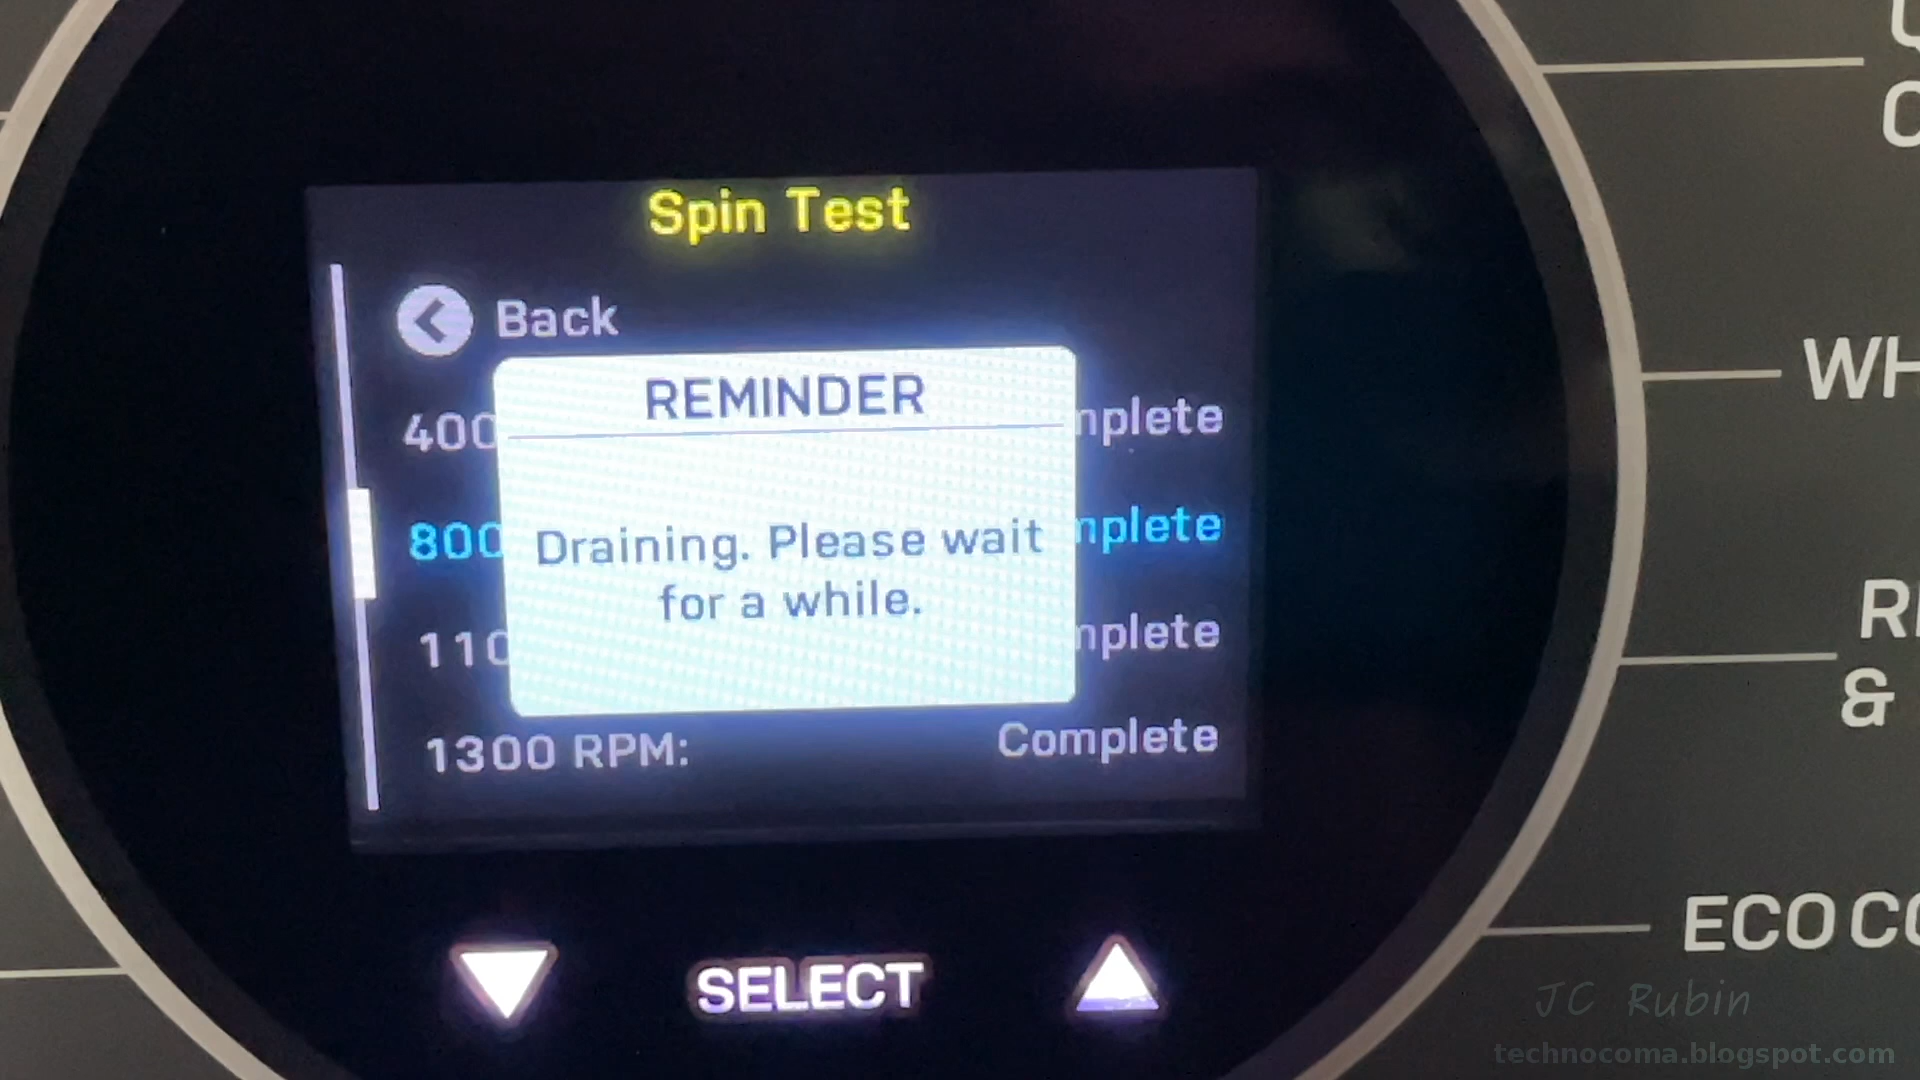 Spin Test
Back
REMINDER
Draining. Please wait
for a while.
400
800
1300 RPM:
Complete
SELECT
&
ECO
JC Rubin
technocoma.blogspot.com